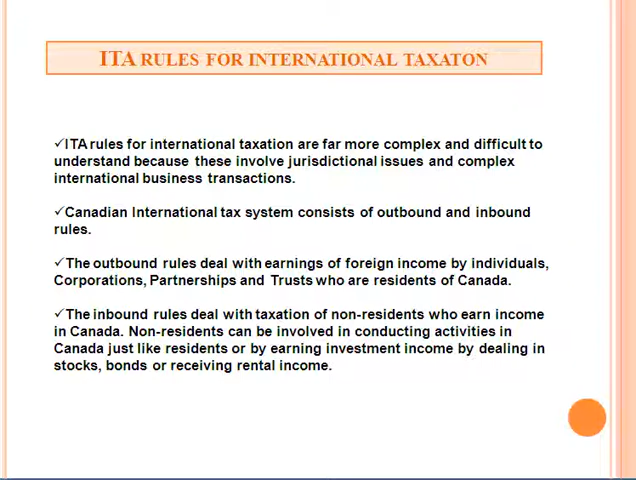 ITA RULES FOR INTERNATIONAL TAXATON
✓ITA rules for international taxation are far more complex and difficult to
understand because these involve jurisdictional issues and complex
international business transactions.
✓Canadian International tax system consists of outbound and inbound
rules.
✓The outbound rules deal with earnings of foreign income by individuals,
Corporations, Partnerships and Trusts who are residents of Canada.
✓The inbound rules deal with taxation of non-residents who earn income
in Canada. Non-residents can be involved in conducting activities in
Canada just like residents or by earning investment income by dealing in
stocks, bonds or receiving rental income.